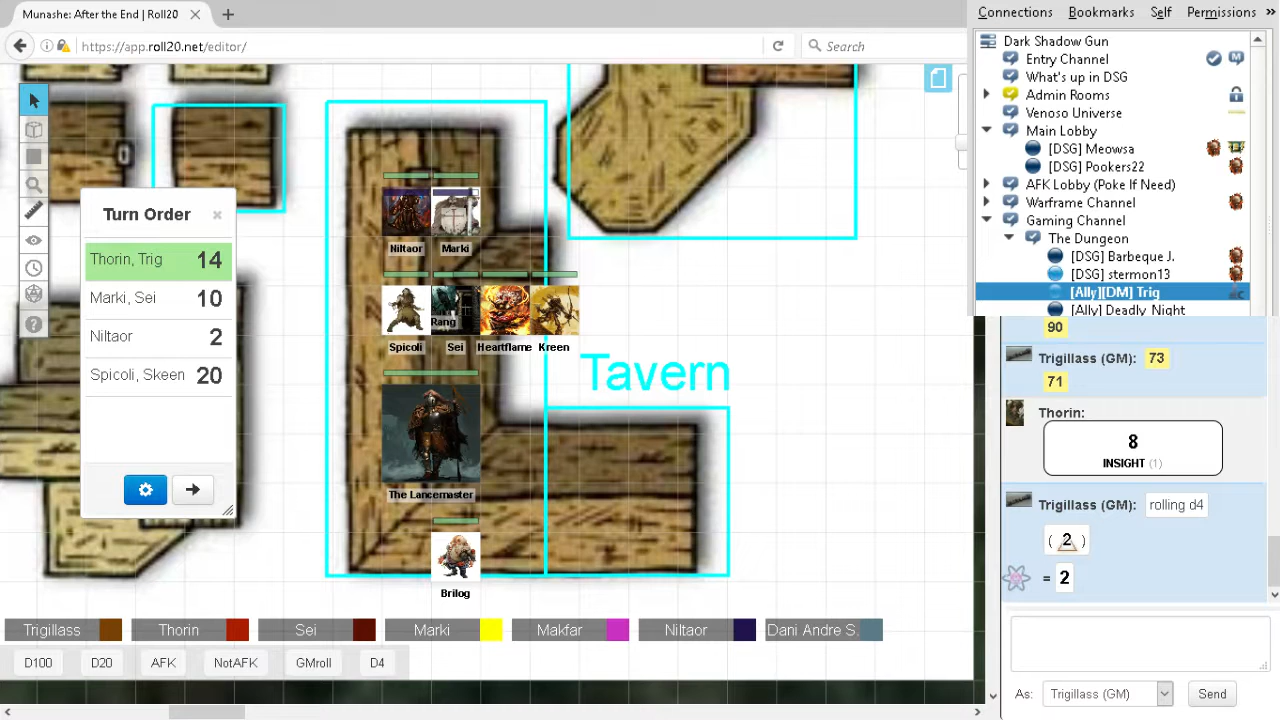 Munashe: After the End | Roll20
https://app.roll20.net/editor/
Search
Turn Order
Thorin, Trig 14
Marki, Sei 10
Niltaor 2
Spicoli, Skeen 20
Niltaor
Marki
Rang
Spicoli
Sei
Heartflame
Kreen
Tavern
The Lancemaster
Brilog
Trigillass
Thorin
Sei
Marki
Makfar
Niltaor
Dani Andre S.
D100
D20
AFK
NotAFK
GMroll
D4
Connections Bookmarks Self Permissions »
Dark Shadow Gun
Entry Channel
What's up in DSG
Admin Rooms
Venoso Universe
Main Lobby
[DSG] Meowsa
[DSG] Pookers22
AFK Lobby (Poke If Need)
Warframe Channel
Gaming Channel
The Dungeon
[DSG] Barbeque J.
[DSG] stermon13
[Ally][DM] Trig
[Ally] Deadly Night
90
Trigillass (GM): 73
71
Thorin:
8
INSIGHT (1)
Trigillass (GM): rolling d4
( 2 )
= 2
As: Trigillass (GM) Send